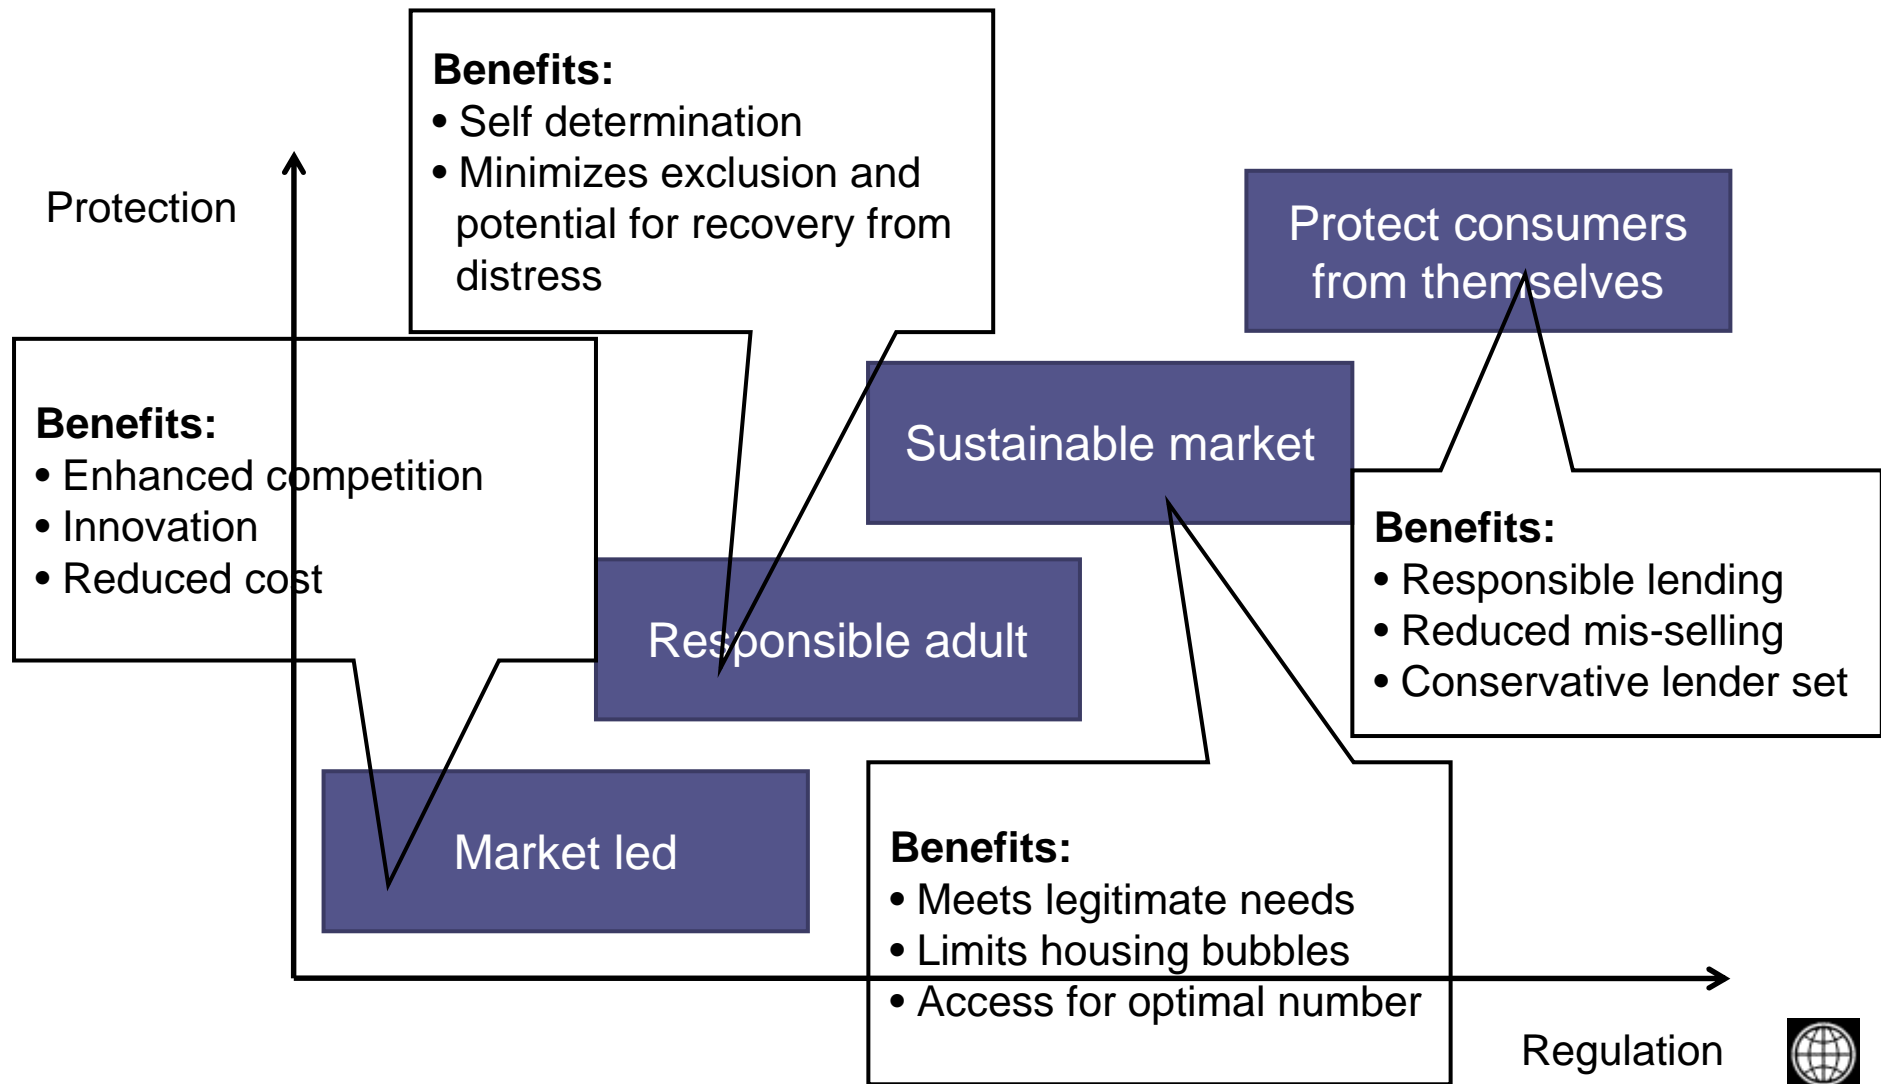 Benefits:
• Self determination
• Minimizes exclusion and
potential for recovery from
distress
Protection
Protect consumers
from themselves
Benefits:
• Enhanced competition
• Innovation
• Reduced cost
Sustainable market
Benefits:
• Responsible lending
• Reduced mis-selling
• Conservative lender set
Responsible adult
Market led
Benefits:
• Meets legitimate needs
• Limits housing bubbles
• Access for optimal number
Regulation